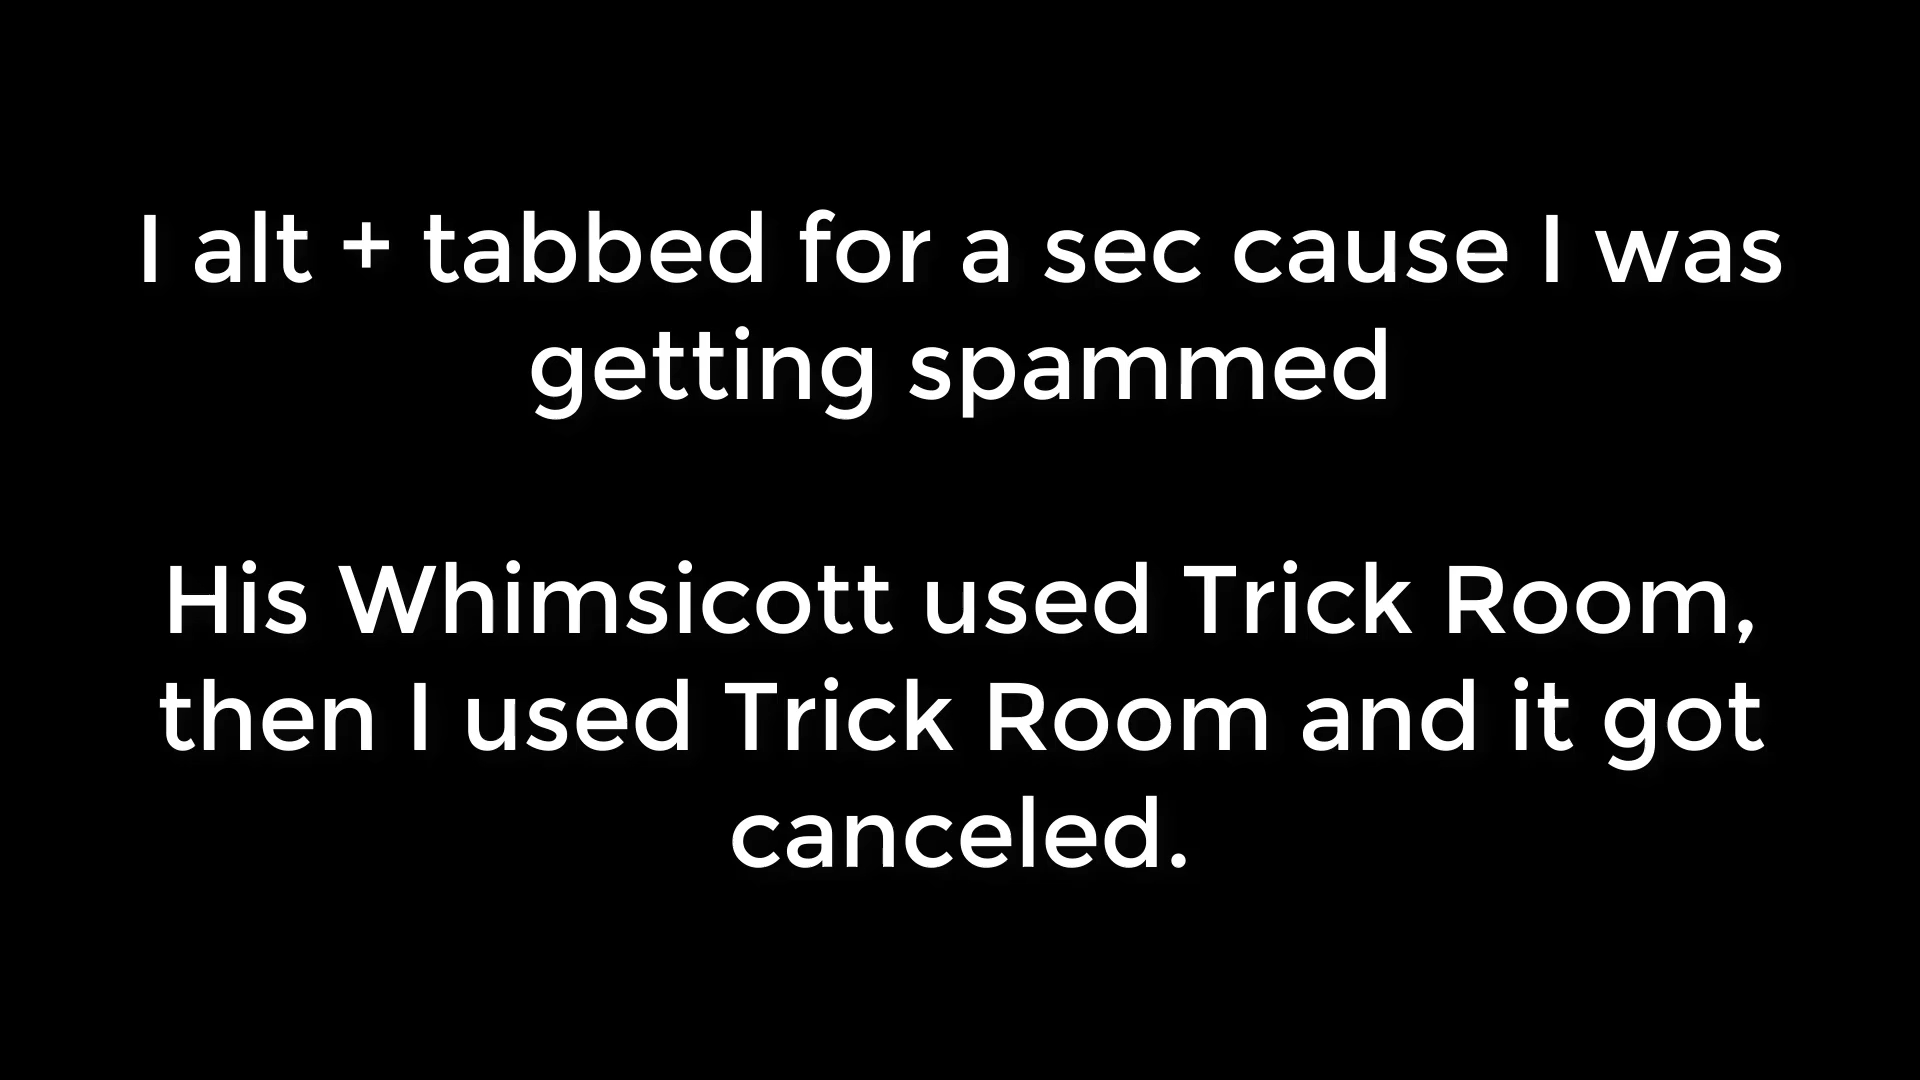 I alt + tabbed for a sec cause I was
getting spammed
His Whimsicott used Trick Room,
then I used Trick Room and it got
canceled.